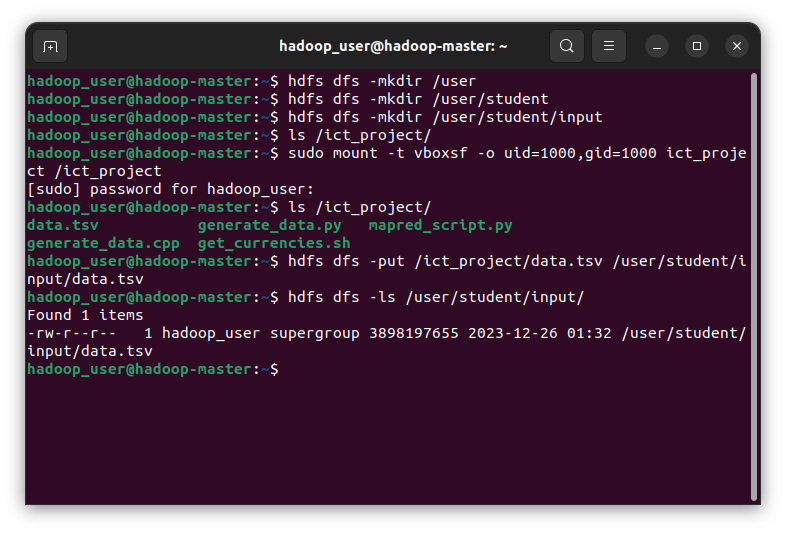 hadoop_user@hadoop-master: ~
hadoop_user@hadoop-master:~$ hdfs dfs -mkdir /user
hadoop_user@hadoop-master:~$ hdfs dfs -mkdir /user/student
hadoop_user@hadoop-master:~$ hdfs dfs -mkdir /user/student/input
hadoop_user@hadoop-master:~$ ls /ict_project/
hadoop_user@hadoop-master:~$ sudo mount -t vboxsf -o uid=1000,gid=1000 ict_proje
ct /ict_project
[sudo] password for hadoop_user:
hadoop_user@hadoop-master:~$ ls /ict_project/
data.tsv           generate_data.py   mapred_script.py
generate_data.cpp  get_currencies.sh
hadoop_user@hadoop-master:~$ hdfs dfs -put /ict_project/data.tsv /user/student/i
nput/data.tsv
hadoop_user@hadoop-master:~$ hdfs dfs -ls /user/student/input/
Found 1 items
-rw-r--r--   1 hadoop_user supergroup 3898197655 2023-12-26 01:32 /user/student/
input/data.tsv
hadoop_user@hadoop-master:~$